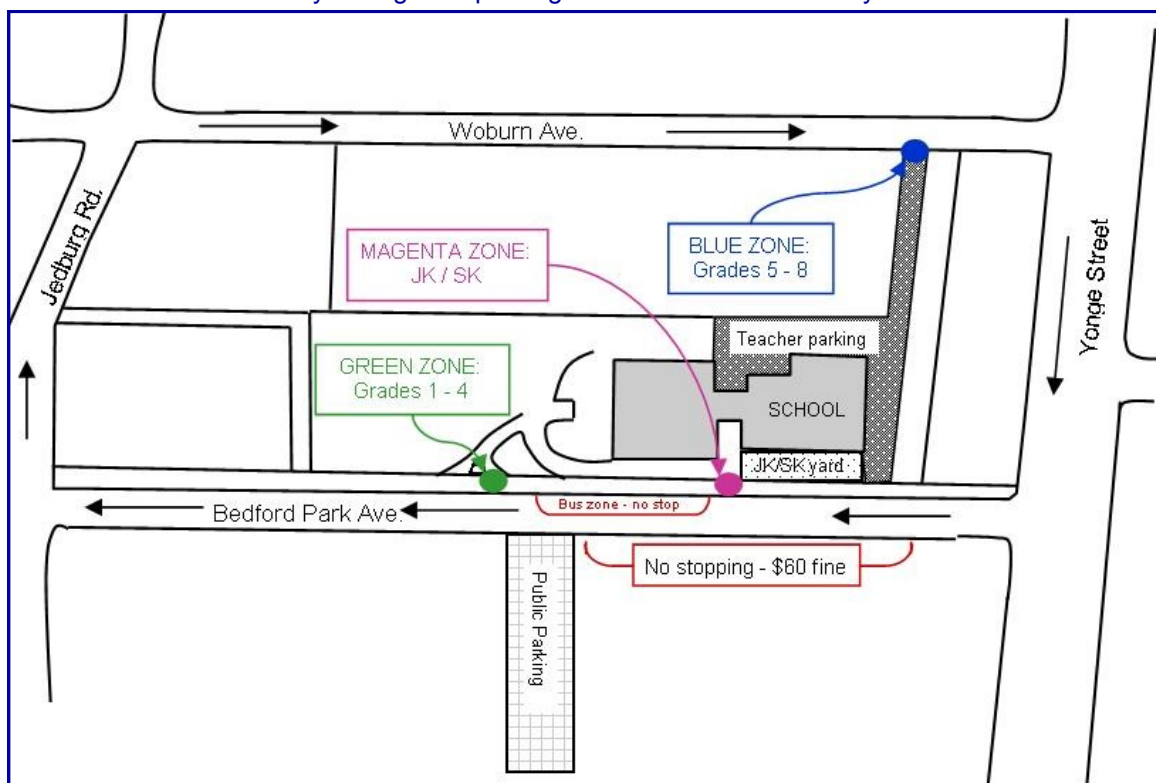 Woburn Ave.
Jedburg Rd.
MAGENTA ZONE:
JK / SK
BLUE ZONE:
Grades 5 - 8
Yonge Street
Teacher parking
GREEN ZONE:
Grades 1 - 4
SCHOOL
JK/SK yard
Bus zone - no stop
Bedford Park Ave.
No stopping - $60 fine
Public Parking